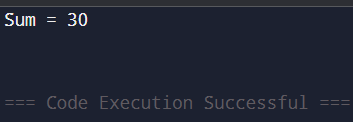 Sum = 30
=== Code Execution Successful ===